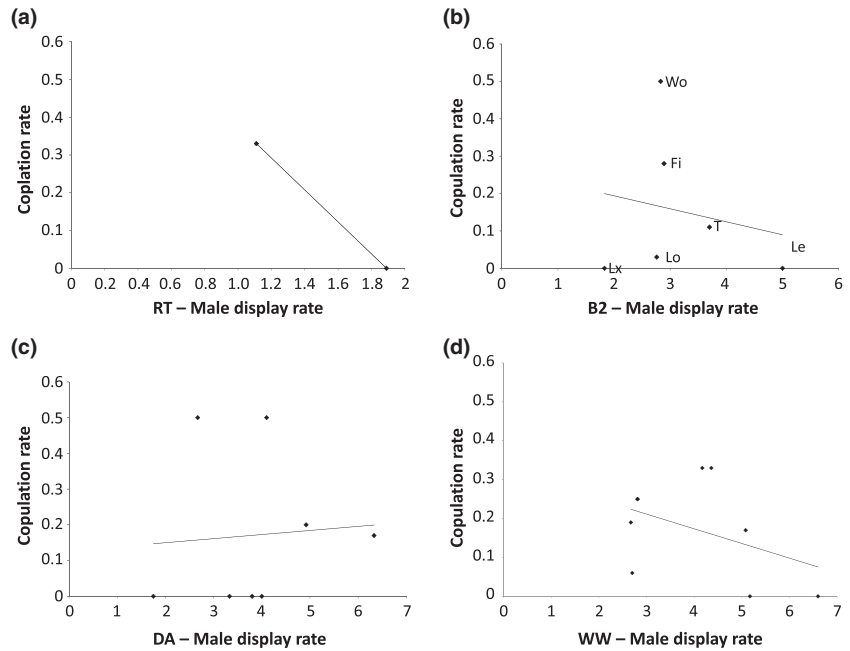 (a)
0.6
0.5
0.4
0.3
0.2
0.1
0
Coplation rate
0 0.2 0.4 0.6 0.8 1.0 1.2 1.4 1.6 1.8 2
RT – Male display rate
(b)
0.6
0.5
0.4
0.3
0.2
0.1
0
Copulation rate
Wo
Fi
T
Le
Lo
Lx
0 1 2 3 4 5 6
B2 – Male display rate
(c)
0.6
0.5
0.4
0.3
0.2
0.1
0
Copulation rate
0 1 2 3 4 5 6 7
DA – Male display rate
(d)
0.6
0.5
0.4
0.3
0.2
0.1
0
Copulation rate
0 1 2 3 4 5 6 7
WW – Male display rate